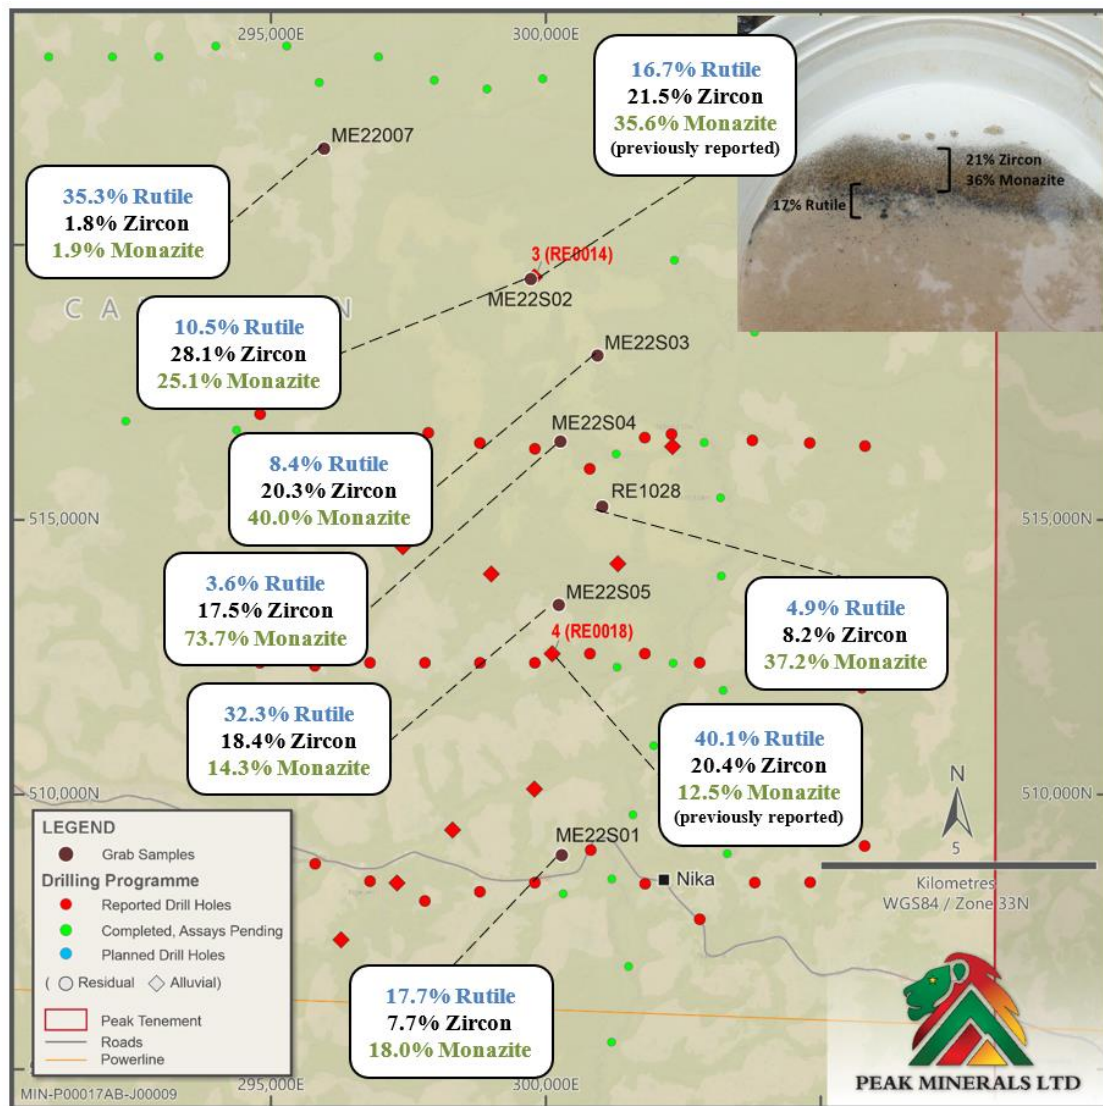 295,000E
300,000E
16.7% Rutile
21.5% Zircon
35.6% Monazite
(previously reported)
21% Zircon
36% Monazite
17% Rutile
ME22007
35.3% Rutile
1.8% Zircon
1.9% Monazite
3 (RE0014)
ME22S02
10.5% Rutile
28.1% Zircon
25.1% Monazite
ME22S03
ME22S04
8.4% Rutile
20.3% Zircon
40.0% Monazite
RE1028
515,000N
515,000N
3.6% Rutile
17.5% Zircon
73.7% Monazite
ME22S05
4 (RE0018)
4.9% Rutile
8.2% Zircon
37.2% Monazite
32.3% Rutile
18.4% Zircon
14.3% Monazite
40.1% Rutile
20.4% Zircon
12.5% Monazite
(previously reported)
510,000N
510,000N
N
5
Kilometres
WGS84 / Zone 33N
ME22S01
Nika
LEGEND
Grab Samples
Drilling Programme
Reported Drill Holes
Completed, Assays Pending
Planned Drill Holes
( Residual Alluvial)
Peak Tenement
Roads
Powerline
17.7% Rutile
7.7% Zircon
18.0% Monazite
295,000E
300,000E
MIN-P00017AB-J00009
PEAK MINERALS LTD